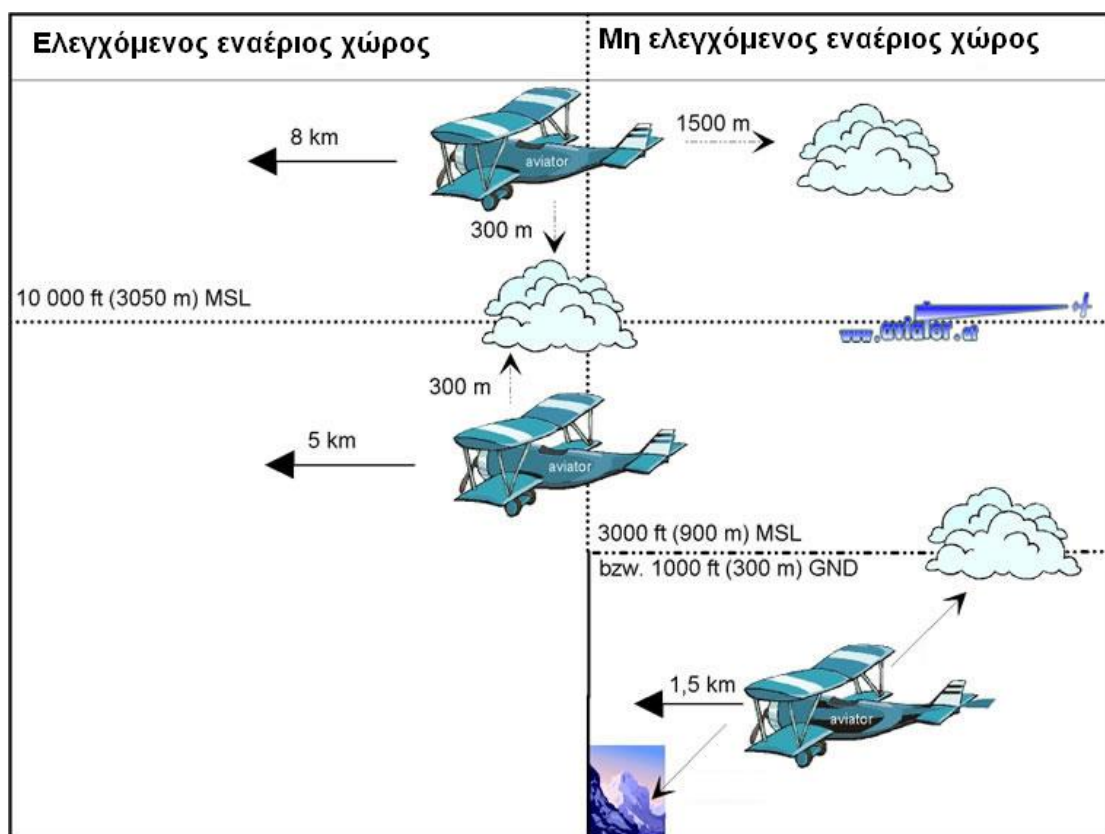 Ελεγχόμενος εναέριος χώρος
Μη ελεγχόμενος εναέριος χώρος
8 km
aviator
1500 m
300 m
10 000 ft (3050 m) MSL
www.aviator.at
300 m
5 km
aviator
3000 ft (900 m) MSL
bzw. 1000 ft (300 m) GND
1,5 km
aviator